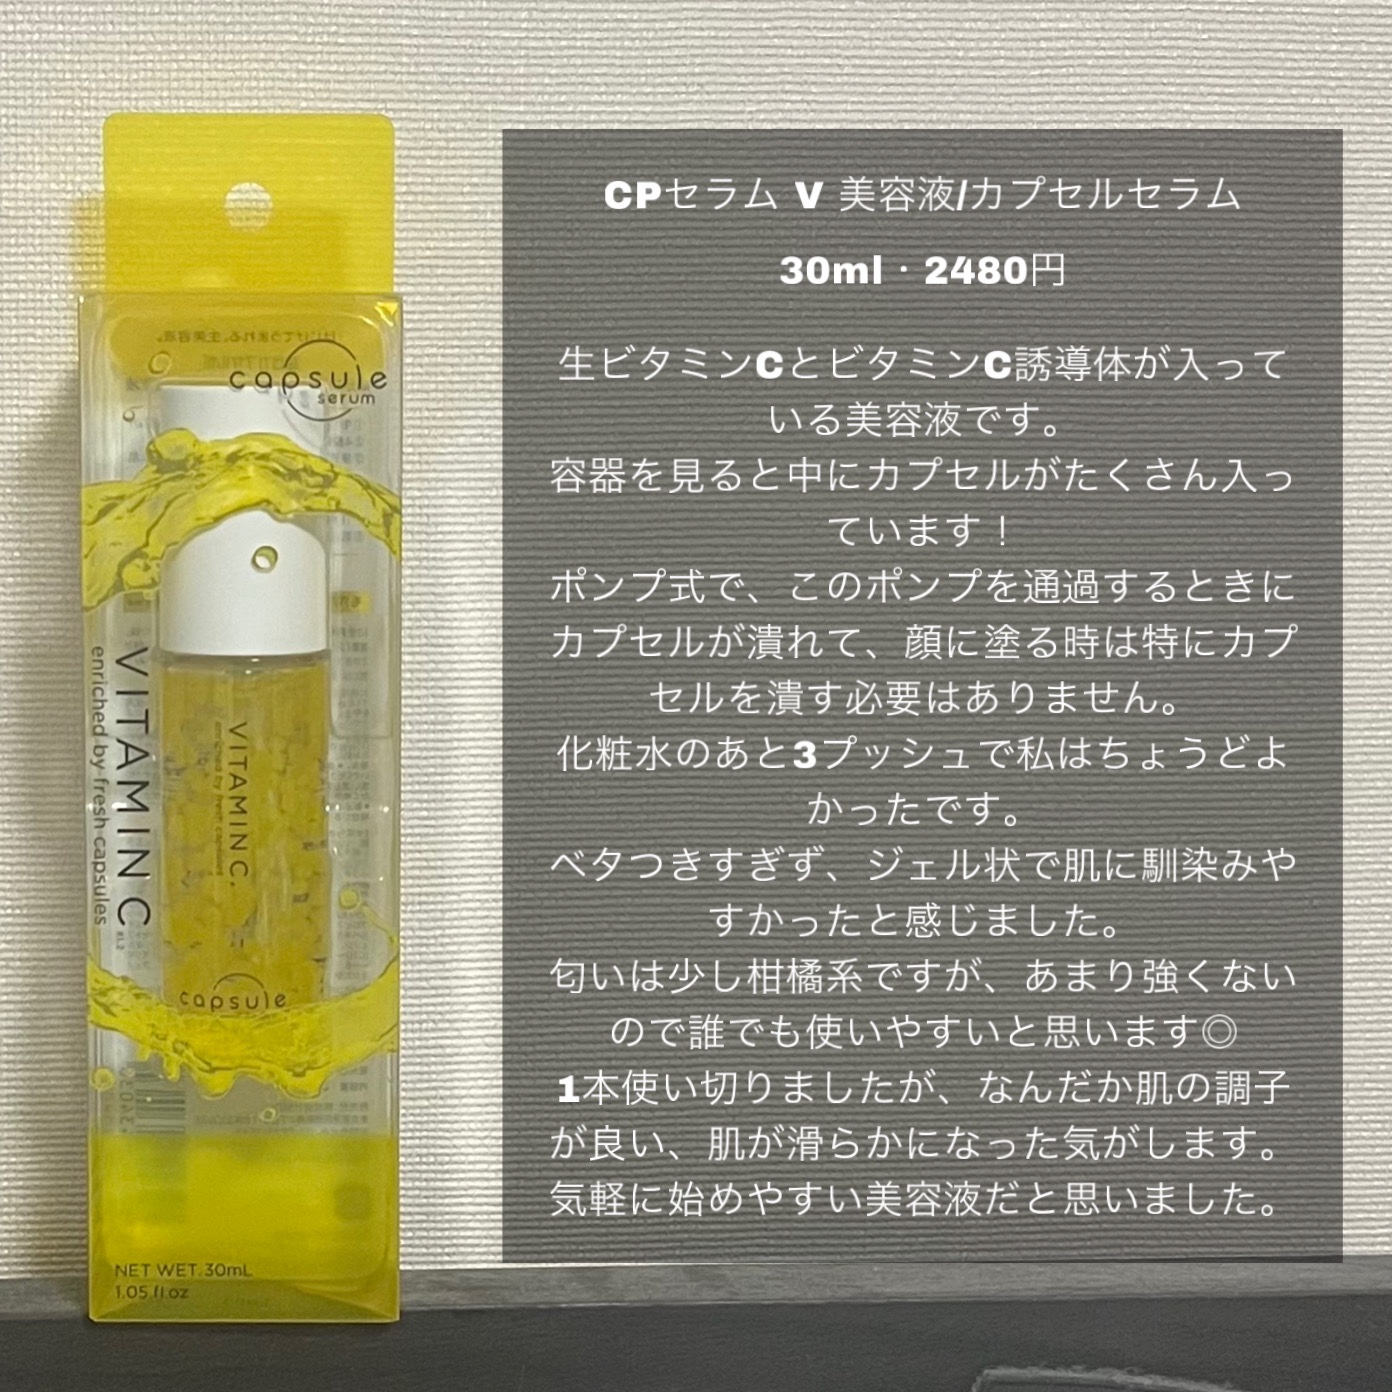 capsule
serum
VITAMIN C
enriched by fresh capsules
VITAMIN C.
enriched by fresh capsules
capsule
NET WET.30mL
1.05.fl.oz
CPセラム V 美容液/カプセルセラム
30ml・2480円
生ビタミンCとビタミンC誘導体が入って
いる美容液です。
容器を見ると中にカプセルがたくさん入っ
ています！
ポンプ式で、このポンプを通過するときに
カプセルが潰れて、顔に塗る時は特にカプ
セルを潰す必要はありません。
化粧水のあと3プッシュで私はちょうどよ
かったです。
ベタつきすぎず、ジェル状で肌に馴染みや
すかったと感じました。
匂いは少し柑橘系ですが、あまり強くない
ので誰でも使いやすいと思います◎
1本使い切りましたが、なんだか肌の調子
が良い、肌が滑らかになった気がします。
気軽に始めやすい美容液だと思いました。